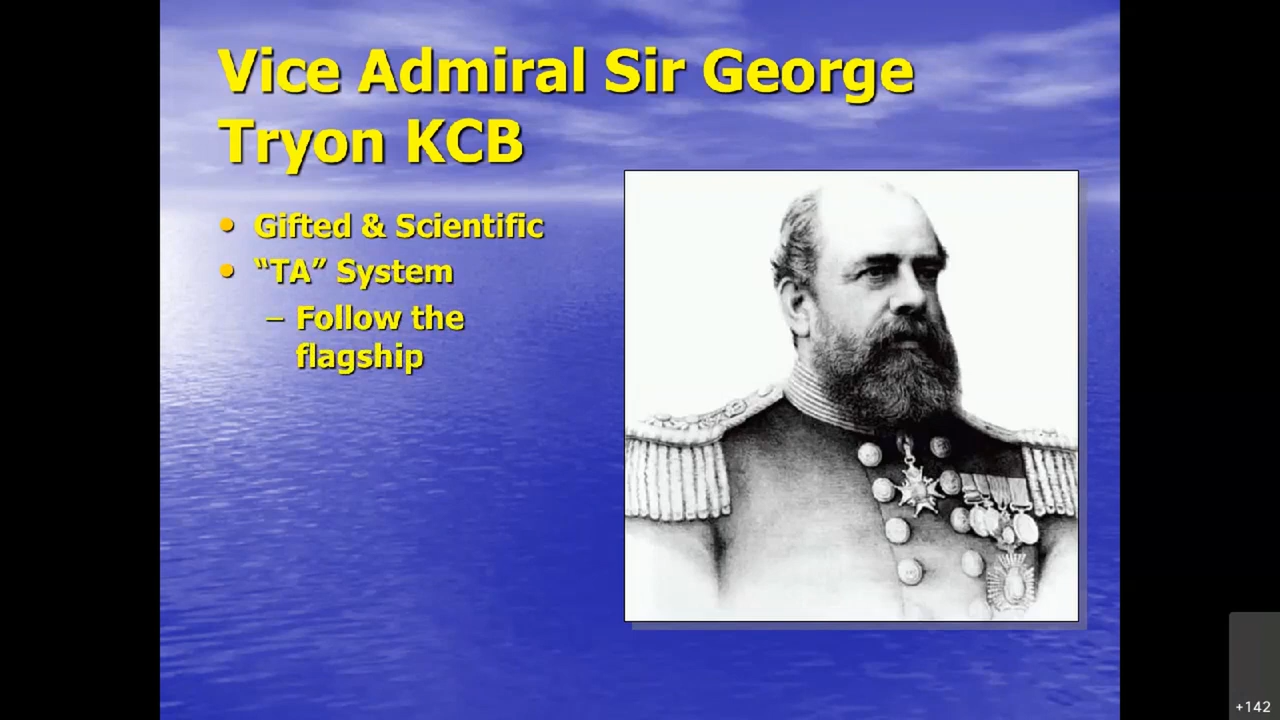 Vice Admiral Sir George
Tryon KCB
• Gifted & Scientific
• “TA” System
– Follow the
flagship
+142